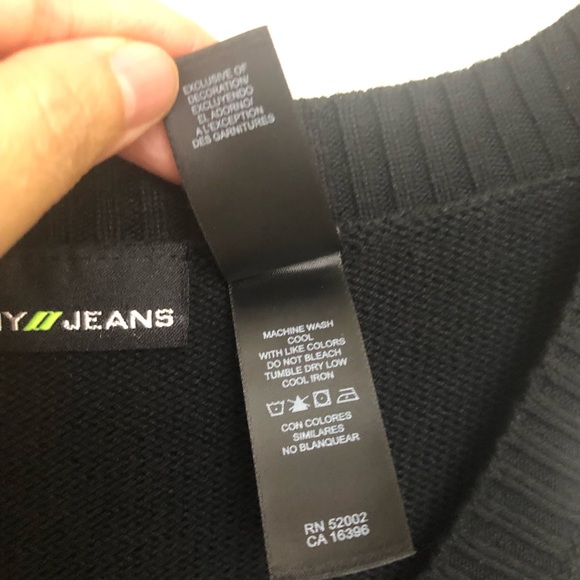 EXCLUSIVE OF
DECORATION/
EXCLUYENDO
EL ADORNO/
A L'EXCEPTION
DES GARNITURES
NY//JEANS
MACHINE WASH
COOL
WITH LIKE COLORS
DO NOT BLEACH
TUMBLE DRY LOW
COOL IRON
CON COLORES
SIMILARES
NO BLANQUEAR
RN 52002
CA 16396